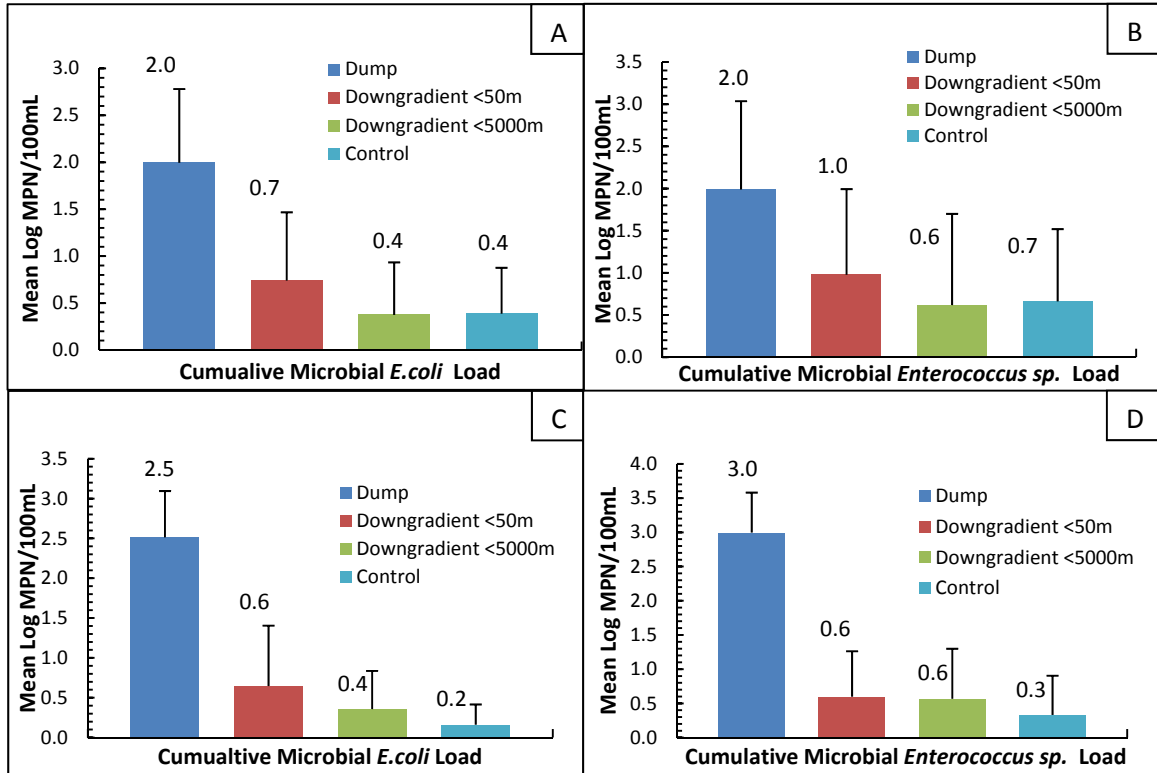 A
3.0
2.5
2.0
1.5
1.0
0.5
0.0
Mean Log MPN/100mL
2.0
0.7
0.4
0.4
Dump
Downgradient <50m
Downgradient <5000m
Control
Cumualive Microbial E.coli Load
B
3.5
3.0
2.5
2.0
1.5
1.0
0.5
0.0
Mean Log MPN/100mL
2.0
1.0
0.6
0.7
Dump
Downgradient <50m
Downgradient <5000m
Control
Cumulative Microbial Enterococcus sp. Load
C
3.5
3.0
2.5
2.0
1.5
1.0
0.5
0.0
Mean Log MPN/100mL
2.5
0.6
0.4
0.2
Dump
Downgradient <50m
Downgradient <5000m
Control
Cumualtive Microbial E.coli Load
D
4.0
3.5
3.0
2.5
2.0
1.5
1.0
0.5
0.0
Mean Log MPN/100mL
3.0
0.6
0.6
0.3
Dump
Downgradient <50m
Downgradient <5000m
Control
Cumulative Microbial Enterococcus sp. Load